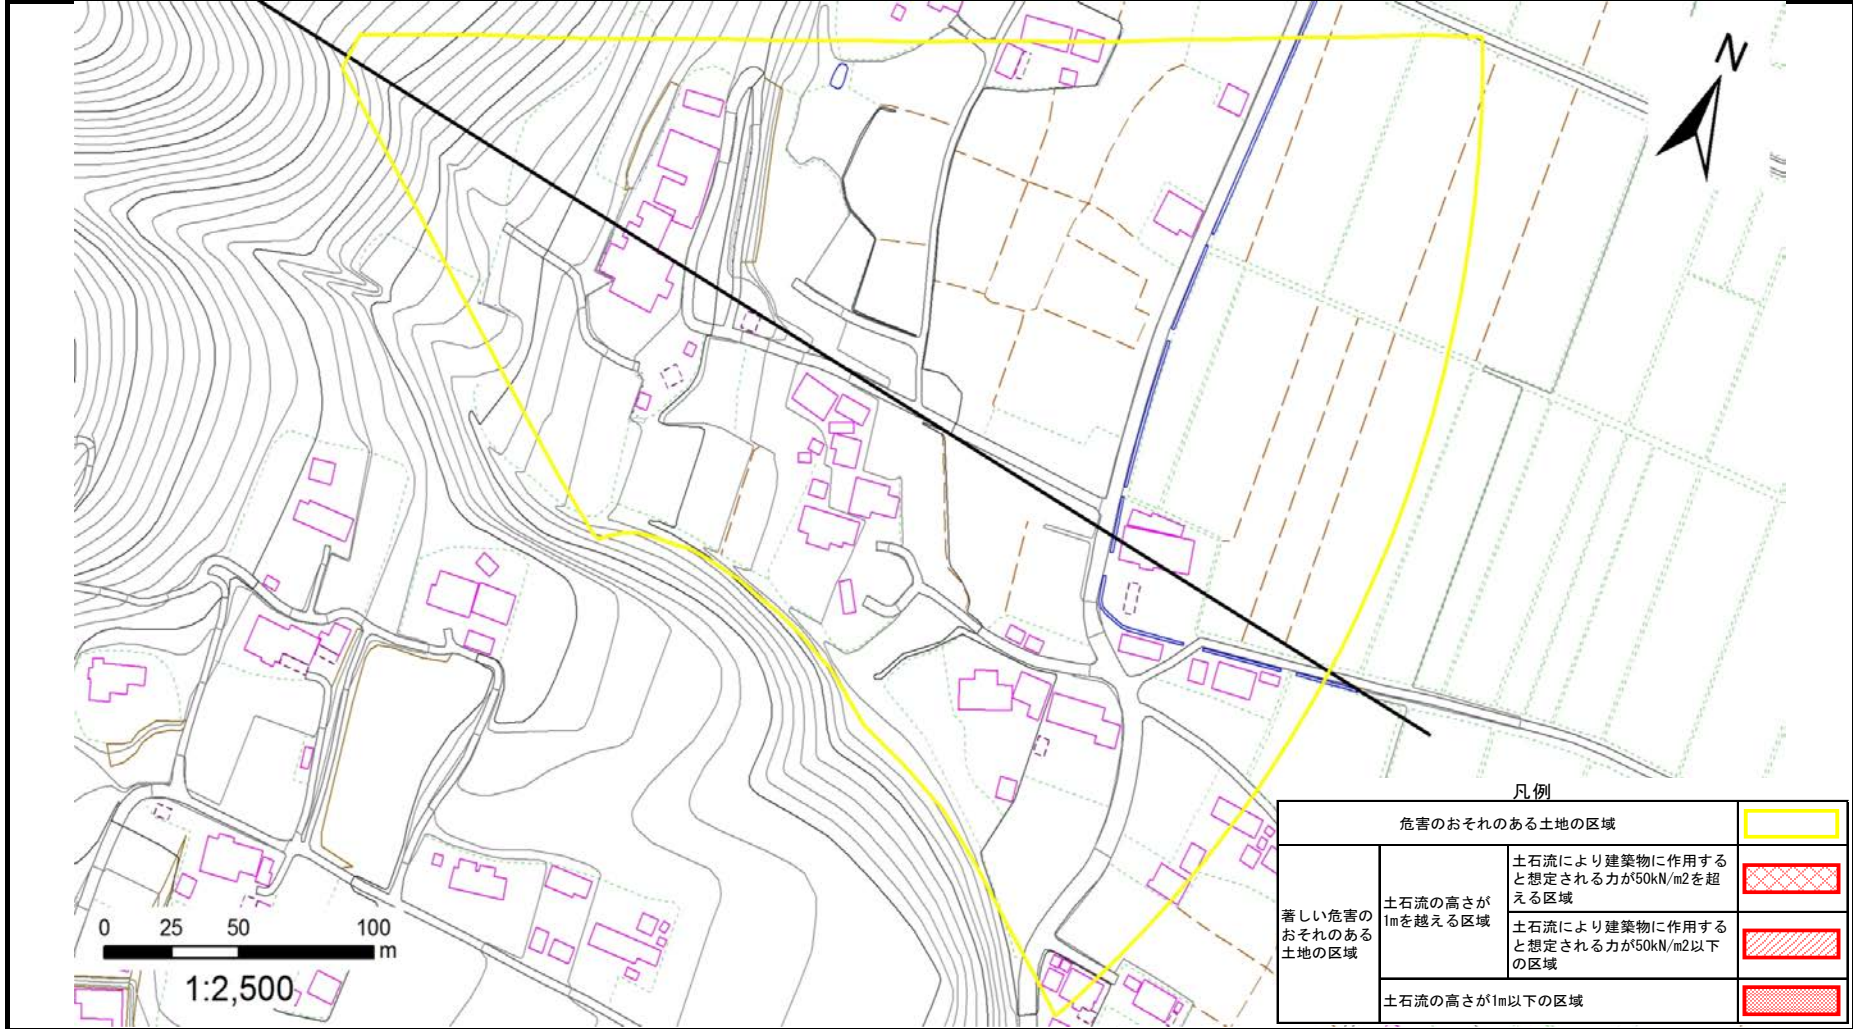 N
凡例
危害のおそれのある土地の区域
著しい危害の
おそれのある
土地の区域
土石流の高さが
1mを越える区域
土石流により建築物に作用する
と想定される力が50kN/m2を超
える区域
土石流により建築物に作用する
と想定される力が50kN/m2以下
の区域
土石流の高さが1m以下の区域
0 25 50 100
m
1:2,500